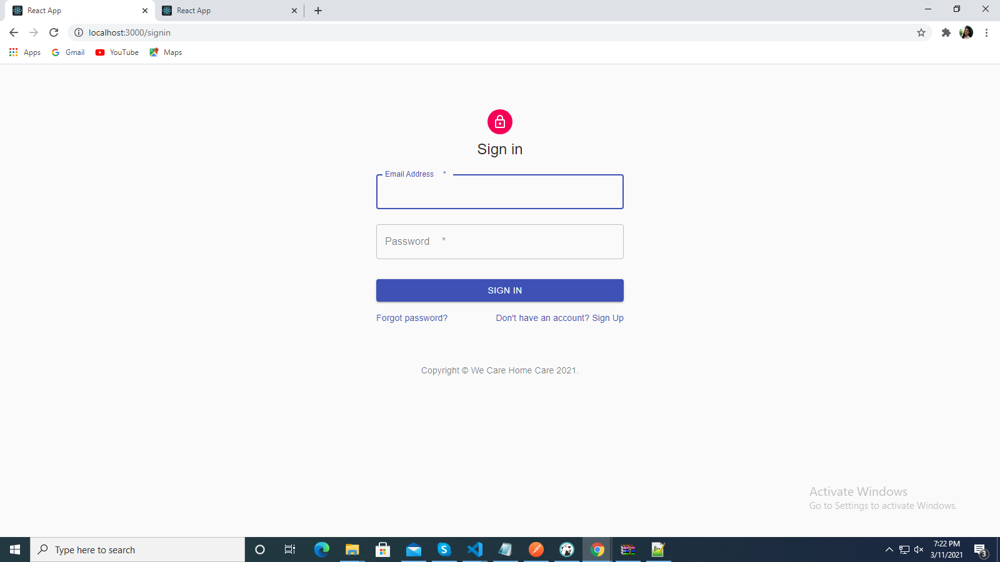 React App
React App
localhost:3000/signin
Apps
Gmail
YouTube
Maps
Sign in
Email Address *
Password *
SIGN IN
Forgot password?
Don't have an account? Sign Up
Copyright © We Care Home Care 2021.
Activate Windows
Go to Settings to activate Windows.
Type here to search
7:22 PM
3/11/2021
3